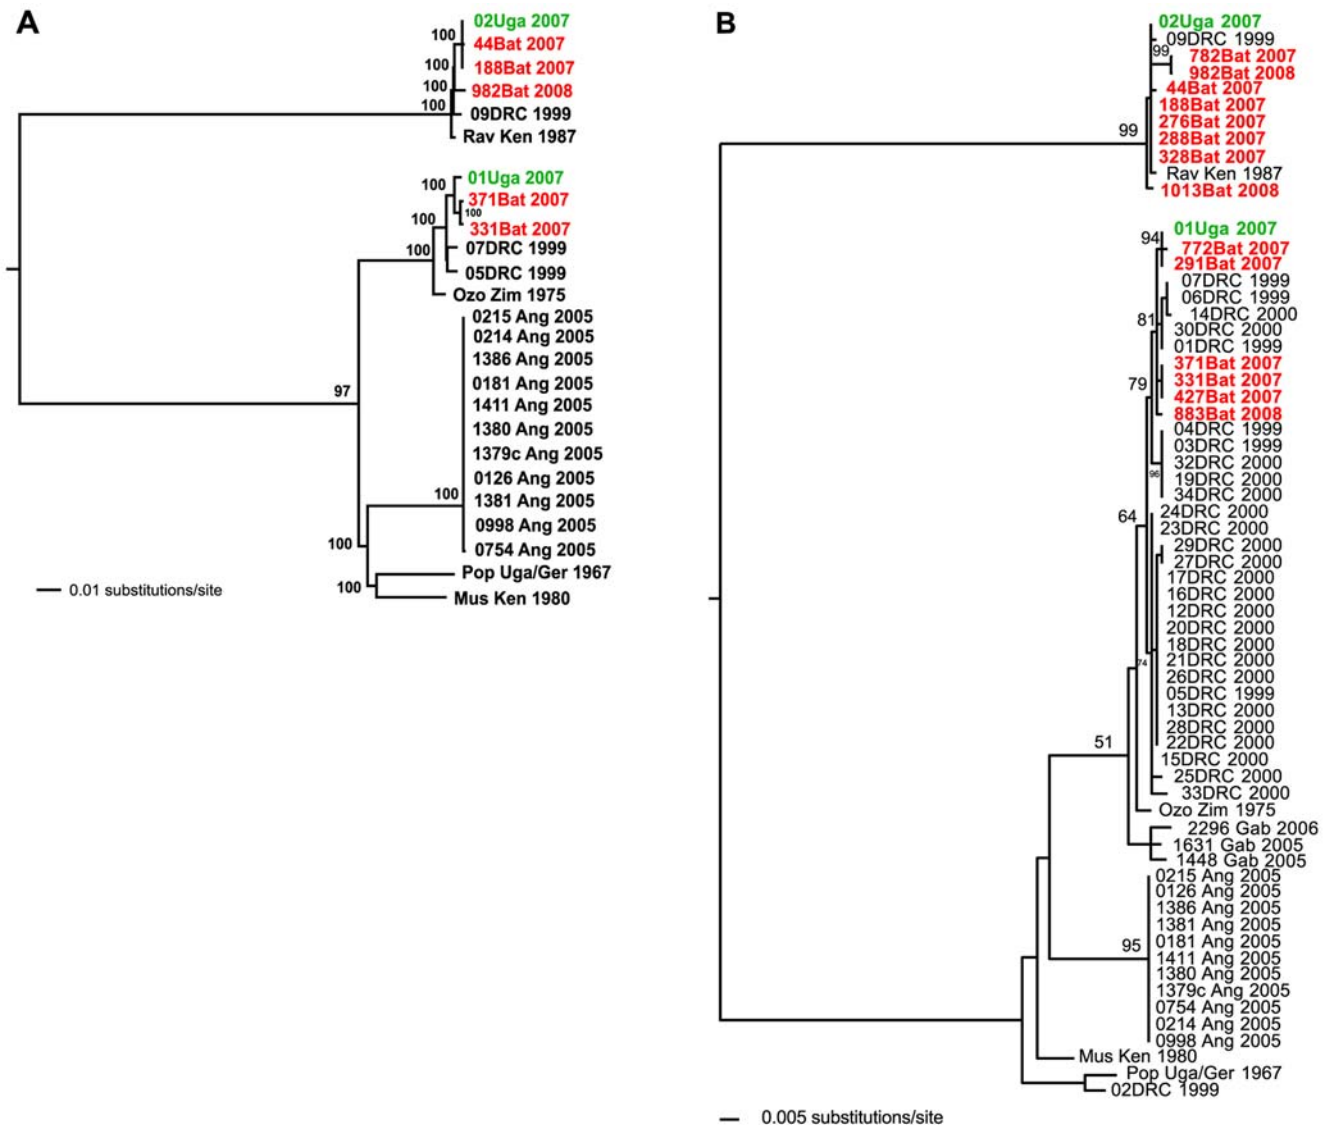 A
02Uga 2007
100
44Bat 2007
100
188Bat 2007
100
982Bat 2008
100
09DRC 1999
Rav Ken 1987
01Uga 2007
100
371Bat 2007
100
100
331Bat 2007
07DRC 1999
100
05DRC 1999
Ozo Zim 1975
0215 Ang 2005
0214 Ang 2005
1386 Ang 2005
0181 Ang 2005
97
1411 Ang 2005
1380 Ang 2005
1379c Ang 2005
0126 Ang 2005
100
1381 Ang 2005
0998 Ang 2005
100
0754 Ang 2005
Pop Uga/Ger 1967
100
Mus Ken 1980
0.01 substitutions/site
B
02Uga 2007
09DRC 1999
99
782Bat 2007
982Bat 2008
44Bat 2007
188Bat 2007
276Bat 2007
99
288Bat 2007
328Bat 2007
Rav Ken 1987
1013Bat 2008
01Uga 2007
94
772Bat 2007
291Bat 2007
07DRC 1999
06DRC 1999
14DRC 2000
81
30DRC 2000
01DRC 1999
371Bat 2007
79
331Bat 2007
427Bat 2007
883Bat 2008
04DRC 1999
03DRC 1999
32DRC 2000
96
19DRC 2000
34DRC 2000
64
24DRC 2000
23DRC 2000
29DRC 2000
27DRC 2000
17DRC 2000
16DRC 2000
12DRC 2000
20DRC 2000
18DRC 2000
74
21DRC 2000
26DRC 2000
05DRC 1999
13DRC 2000
28DRC 2000
51
22DRC 2000
15DRC 2000
25DRC 2000
33DRC 2000
Ozo Zim 1975
2296 Gab 2006
1631 Gab 2005
1448 Gab 2005
0215 Ang 2005
0126 Ang 2005
1386 Ang 2005
1381 Ang 2005
95
0181 Ang 2005
1411 Ang 2005
1380 Ang 2005
1379c Ang 2005
0754 Ang 2005
0214 Ang 2005
0998 Ang 2005
Mus Ken 1980
Pop Uga/Ger 1967
02DRC 1999
0.005 substitutions/site